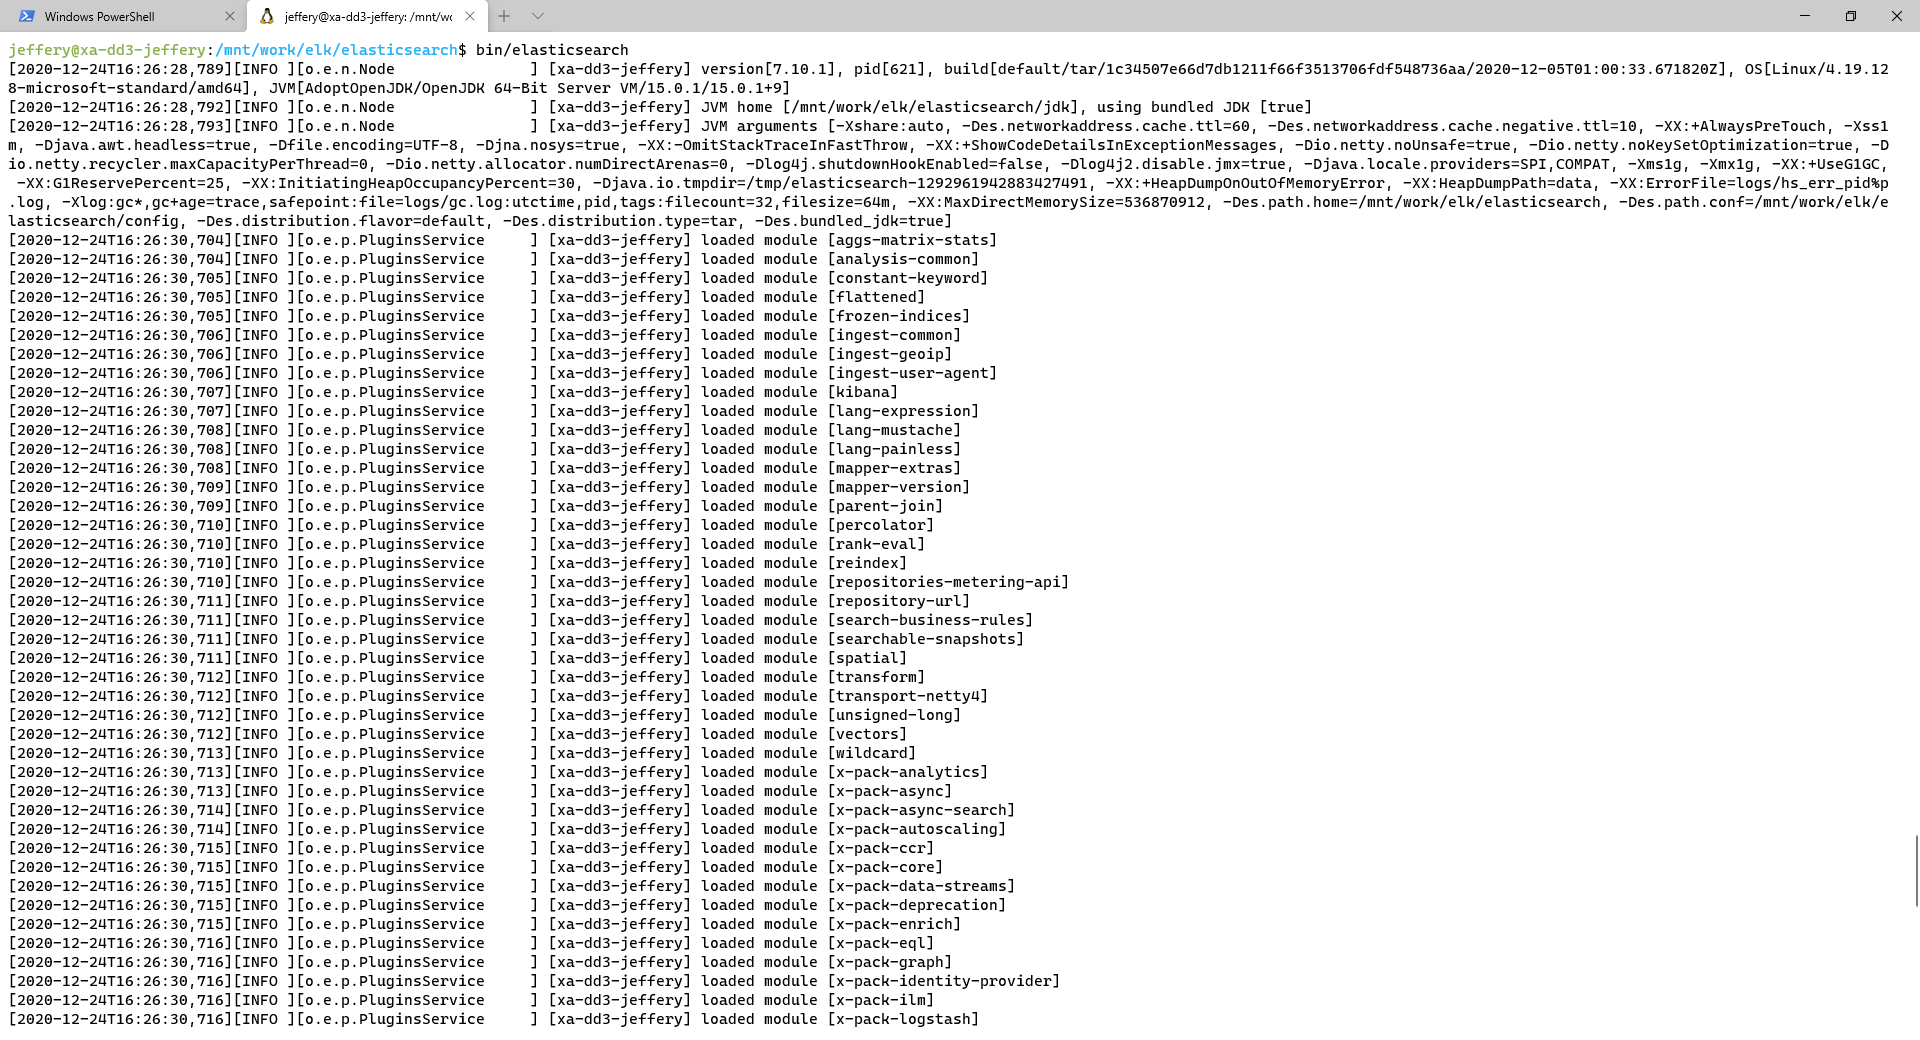 Windows PowerShell
jeffery@xa-dd3-jeffery: /mnt/wo
jeffery@xa-dd3-jeffery:/mnt/work/elk/elasticsearch$ bin/elasticsearch
[2020-12-24T16:26:28,789][INFO ][o.e.n.Node               ] [xa-dd3-jeffery] version[7.10.1], pid[621], build[default/tar/1c34507e66d7db1211f66f3513706fdf548736aa/2020-12-05T01:00:33.671820Z], OS[Linux/4.19.12
8-microsoft-standard/amd64], JVM[AdoptOpenJDK/OpenJDK 64-Bit Server VM/15.0.1/15.0.1+9]
[2020-12-24T16:26:28,792][INFO ][o.e.n.Node               ] [xa-dd3-jeffery] JVM home [/mnt/work/elk/elasticsearch/jdk], using bundled JDK [true]
[2020-12-24T16:26:28,793][INFO ][o.e.n.Node               ] [xa-dd3-jeffery] JVM arguments [-Xshare:auto, -Des.networkaddress.cache.ttl=60, -Des.networkaddress.cache.negative.ttl=10, -XX:+AlwaysPreTouch, -Xss1
m, -Djava.awt.headless=true, -Dfile.encoding=UTF-8, -Djna.nosys=true, -XX:-OmitStackTraceInFastThrow, -XX:+ShowCodeDetailsInExceptionMessages, -Dio.netty.noUnsafe=true, -Dio.netty.noKeySetOptimization=true, -D
io.netty.recycler.maxCapacityPerThread=0, -Dio.netty.allocator.numDirectArenas=0, -Dlog4j.shutdownHookEnabled=false, -Dlog4j2.disable.jmx=true, -Djava.locale.providers=SPI,COMPAT, -Xms1g, -Xmx1g, -XX:+UseG1GC,
 -XX:G1ReservePercent=25, -XX:InitiatingHeapOccupancyPercent=30, -Djava.io.tmpdir=/tmp/elasticsearch-1292961942883427491, -XX:+HeapDumpOnOutOfMemoryError, -XX:HeapDumpPath=data, -XX:ErrorFile=logs/hs_err_pid%p
.log, -Xlog:gc*,gc+age=trace,safepoint:file=logs/gc.log:utctime,pid,tags:filecount=32,filesize=64m, -XX:MaxDirectMemorySize=536870912, -Des.path.home=/mnt/work/elk/elasticsearch, -Des.path.conf=/mnt/work/elk/e
lasticsearch/config, -Des.distribution.flavor=default, -Des.distribution.type=tar, -Des.bundled_jdk=true]
[2020-12-24T16:26:30,704][INFO ][o.e.p.PluginsService     ] [xa-dd3-jeffery] loaded module [aggs-matrix-stats]
[2020-12-24T16:26:30,704][INFO ][o.e.p.PluginsService     ] [xa-dd3-jeffery] loaded module [analysis-common]
[2020-12-24T16:26:30,705][INFO ][o.e.p.PluginsService     ] [xa-dd3-jeffery] loaded module [constant-keyword]
[2020-12-24T16:26:30,705][INFO ][o.e.p.PluginsService     ] [xa-dd3-jeffery] loaded module [flattened]
[2020-12-24T16:26:30,705][INFO ][o.e.p.PluginsService     ] [xa-dd3-jeffery] loaded module [frozen-indices]
[2020-12-24T16:26:30,706][INFO ][o.e.p.PluginsService     ] [xa-dd3-jeffery] loaded module [ingest-common]
[2020-12-24T16:26:30,706][INFO ][o.e.p.PluginsService     ] [xa-dd3-jeffery] loaded module [ingest-geoip]
[2020-12-24T16:26:30,706][INFO ][o.e.p.PluginsService     ] [xa-dd3-jeffery] loaded module [ingest-user-agent]
[2020-12-24T16:26:30,707][INFO ][o.e.p.PluginsService     ] [xa-dd3-jeffery] loaded module [kibana]
[2020-12-24T16:26:30,707][INFO ][o.e.p.PluginsService     ] [xa-dd3-jeffery] loaded module [lang-expression]
[2020-12-24T16:26:30,708][INFO ][o.e.p.PluginsService     ] [xa-dd3-jeffery] loaded module [lang-mustache]
[2020-12-24T16:26:30,708][INFO ][o.e.p.PluginsService     ] [xa-dd3-jeffery] loaded module [lang-painless]
[2020-12-24T16:26:30,708][INFO ][o.e.p.PluginsService     ] [xa-dd3-jeffery] loaded module [mapper-extras]
[2020-12-24T16:26:30,709][INFO ][o.e.p.PluginsService     ] [xa-dd3-jeffery] loaded module [mapper-version]
[2020-12-24T16:26:30,709][INFO ][o.e.p.PluginsService     ] [xa-dd3-jeffery] loaded module [parent-join]
[2020-12-24T16:26:30,710][INFO ][o.e.p.PluginsService     ] [xa-dd3-jeffery] loaded module [percolator]
[2020-12-24T16:26:30,710][INFO ][o.e.p.PluginsService     ] [xa-dd3-jeffery] loaded module [rank-eval]
[2020-12-24T16:26:30,710][INFO ][o.e.p.PluginsService     ] [xa-dd3-jeffery] loaded module [reindex]
[2020-12-24T16:26:30,710][INFO ][o.e.p.PluginsService     ] [xa-dd3-jeffery] loaded module [repositories-metering-api]
[2020-12-24T16:26:30,711][INFO ][o.e.p.PluginsService     ] [xa-dd3-jeffery] loaded module [repository-url]
[2020-12-24T16:26:30,711][INFO ][o.e.p.PluginsService     ] [xa-dd3-jeffery] loaded module [search-business-rules]
[2020-12-24T16:26:30,711][INFO ][o.e.p.PluginsService     ] [xa-dd3-jeffery] loaded module [searchable-snapshots]
[2020-12-24T16:26:30,711][INFO ][o.e.p.PluginsService     ] [xa-dd3-jeffery] loaded module [spatial]
[2020-12-24T16:26:30,712][INFO ][o.e.p.PluginsService     ] [xa-dd3-jeffery] loaded module [transform]
[2020-12-24T16:26:30,712][INFO ][o.e.p.PluginsService     ] [xa-dd3-jeffery] loaded module [transport-netty4]
[2020-12-24T16:26:30,712][INFO ][o.e.p.PluginsService     ] [xa-dd3-jeffery] loaded module [unsigned-long]
[2020-12-24T16:26:30,712][INFO ][o.e.p.PluginsService     ] [xa-dd3-jeffery] loaded module [vectors]
[2020-12-24T16:26:30,713][INFO ][o.e.p.PluginsService     ] [xa-dd3-jeffery] loaded module [wildcard]
[2020-12-24T16:26:30,713][INFO ][o.e.p.PluginsService     ] [xa-dd3-jeffery] loaded module [x-pack-analytics]
[2020-12-24T16:26:30,713][INFO ][o.e.p.PluginsService     ] [xa-dd3-jeffery] loaded module [x-pack-async]
[2020-12-24T16:26:30,714][INFO ][o.e.p.PluginsService     ] [xa-dd3-jeffery] loaded module [x-pack-async-search]
[2020-12-24T16:26:30,714][INFO ][o.e.p.PluginsService     ] [xa-dd3-jeffery] loaded module [x-pack-autoscaling]
[2020-12-24T16:26:30,715][INFO ][o.e.p.PluginsService     ] [xa-dd3-jeffery] loaded module [x-pack-ccr]
[2020-12-24T16:26:30,715][INFO ][o.e.p.PluginsService     ] [xa-dd3-jeffery] loaded module [x-pack-core]
[2020-12-24T16:26:30,715][INFO ][o.e.p.PluginsService     ] [xa-dd3-jeffery] loaded module [x-pack-data-streams]
[2020-12-24T16:26:30,715][INFO ][o.e.p.PluginsService     ] [xa-dd3-jeffery] loaded module [x-pack-deprecation]
[2020-12-24T16:26:30,715][INFO ][o.e.p.PluginsService     ] [xa-dd3-jeffery] loaded module [x-pack-enrich]
[2020-12-24T16:26:30,716][INFO ][o.e.p.PluginsService     ] [xa-dd3-jeffery] loaded module [x-pack-eql]
[2020-12-24T16:26:30,716][INFO ][o.e.p.PluginsService     ] [xa-dd3-jeffery] loaded module [x-pack-graph]
[2020-12-24T16:26:30,716][INFO ][o.e.p.PluginsService     ] [xa-dd3-jeffery] loaded module [x-pack-identity-provider]
[2020-12-24T16:26:30,716][INFO ][o.e.p.PluginsService     ] [xa-dd3-jeffery] loaded module [x-pack-ilm]
[2020-12-24T16:26:30,716][INFO ][o.e.p.PluginsService     ] [xa-dd3-jeffery] loaded module [x-pack-logstash]